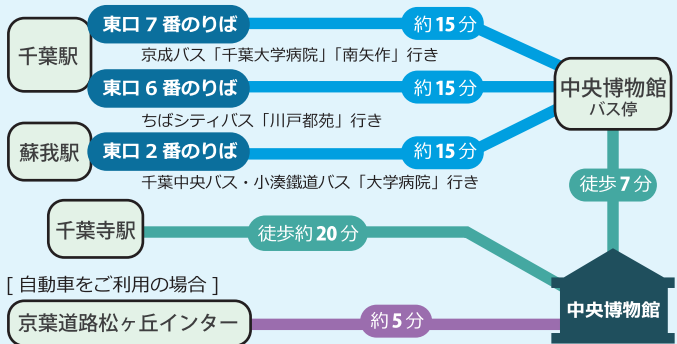 千葉駅
東口7番のりば
約15分
京成バス「千葉大学病院」「南矢作」行き
東口6番のりば
約15分
ちばシティバス「川戸都苑」行き
中央博物館
バス停
蘇我駅
東口2番のりば
約15分
千葉中央バス・小湊鐵道バス「大学病院」行き
徒歩7分
千葉寺駅
徒歩約20分
[ 自動車をご利用の場合 ]
京葉道路松ヶ丘インター
約5分
中央博物館